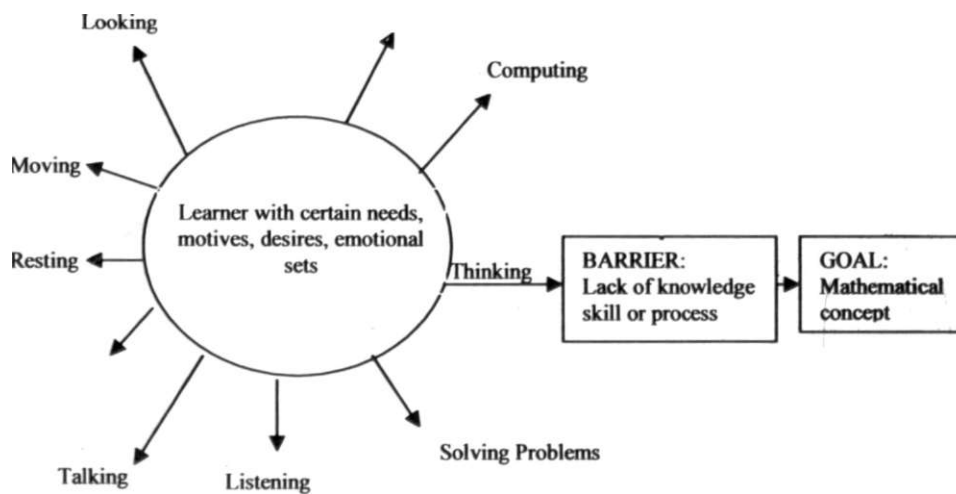 Looking
Computing
Moving
Learner with certain needs,
motives, desires, emotional
sets
Resting
Thinking
BARRIER:
Lack of knowledge
skill or process
GOAL:
Mathematical
concept
Solving Problems
Talking
Listening